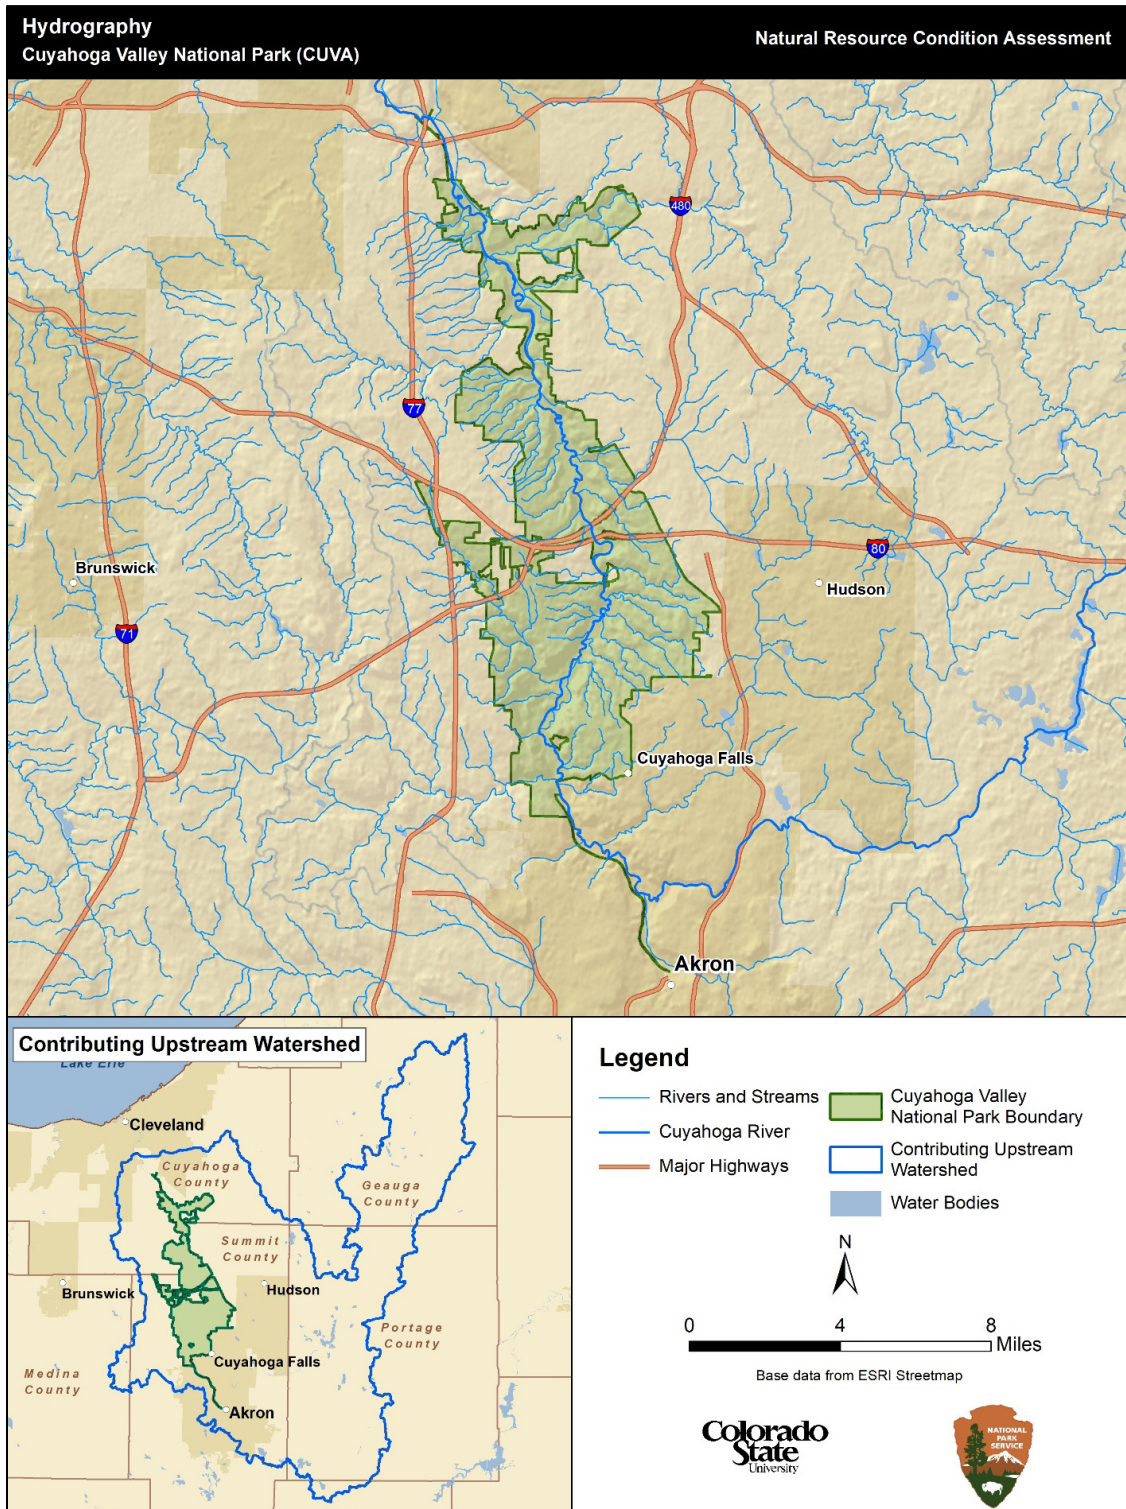 Hydrography
Cuyahoga Valley National Park (CUVA)
Natural Resource Condition Assessment
480
77
80
Brunswick
Hudson
71
Cuyahoga Falls
Akron
Contributing Upstream Watershed
Lake Erie
Cleveland
Cuyahoga
County
Geauga
County
Summit
County
Hudson
Brunswick
Portage
County
Cuyahoga Falls
Medina
County
Akron
Legend
Rivers and Streams
Cuyahoga River
Major Highways
Cuyahoga Valley
National Park Boundary
Contributing Upstream
Watershed
Water Bodies
N
0 4 8
Miles
Base data from ESRI Streetmap
Colorado
State
University
NATIONAL
PARK
SERVICE